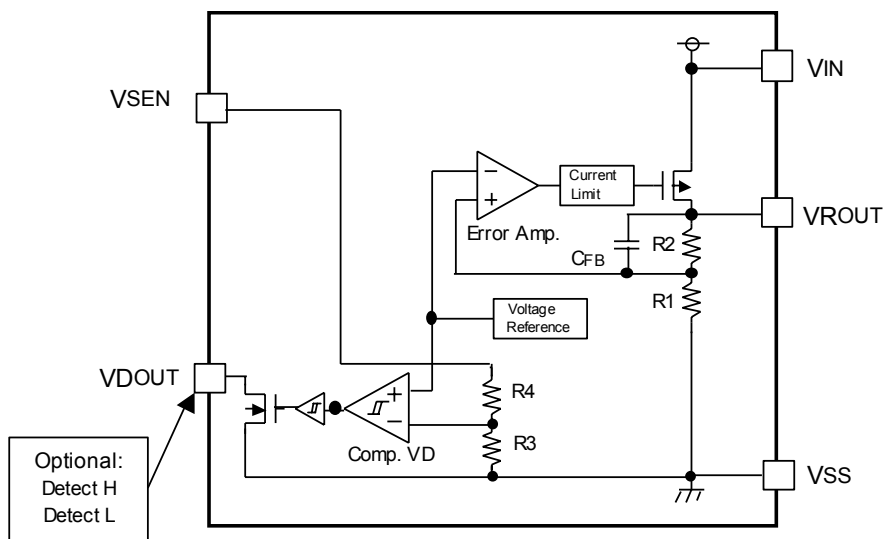 VIN
VSEN
Current
Limit
−
+
Error Amp.
VROUT
R2
CFB
R1
Voltage
Reference
VDOUT
R4
+
−
R3
Comp. VD
Optional:
Detect H
Detect L
VSS